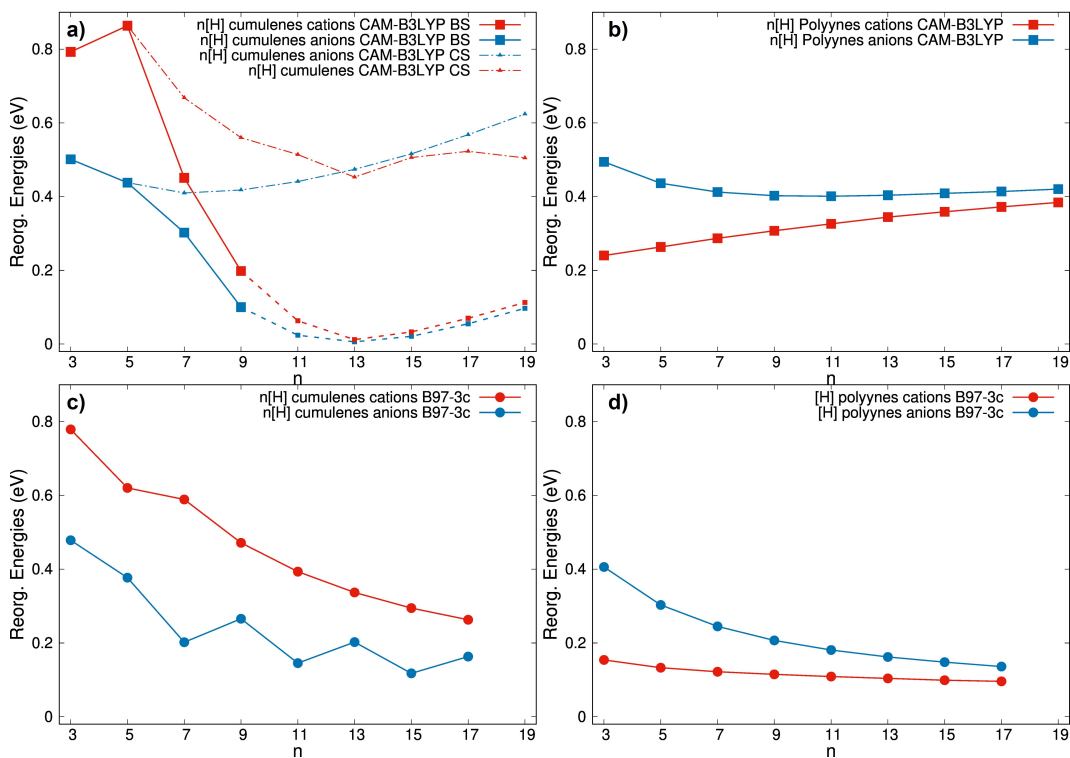 a)
n[H] cumulenes cations CAM-B3LYP BS
n[H] cumulenes anions CAM-B3LYP BS
n[H] cumulenes anions CAM-B3LYP CS
n[H] cumulenes CAM-B3LYP CS
Reorg. Energies (eV)
0.8
0.6
0.4
0.2
0
3 5 7 9 11 13 15 17 19
n
b)
n[H] Polyynes cations CAM-B3LYP
n[H] Polyynes anions CAM-B3LYP
Reorg. Energies (eV)
0.8
0.6
0.4
0.2
0
3 5 7 9 11 13 15 17 19
n
c)
n[H] cumulenes cations B97-3c
n[H] cumulenes anions B97-3c
Reorg. Energies (eV)
0.8
0.6
0.4
0.2
0
3 5 7 9 11 13 15 17 19
n
d)
[H] polyynes cations B97-3c
[H] polyynes anions B97-3c
Reorg. Energies (eV)
0.8
0.6
0.4
0.2
0
3 5 7 9 11 13 15 17 19
n